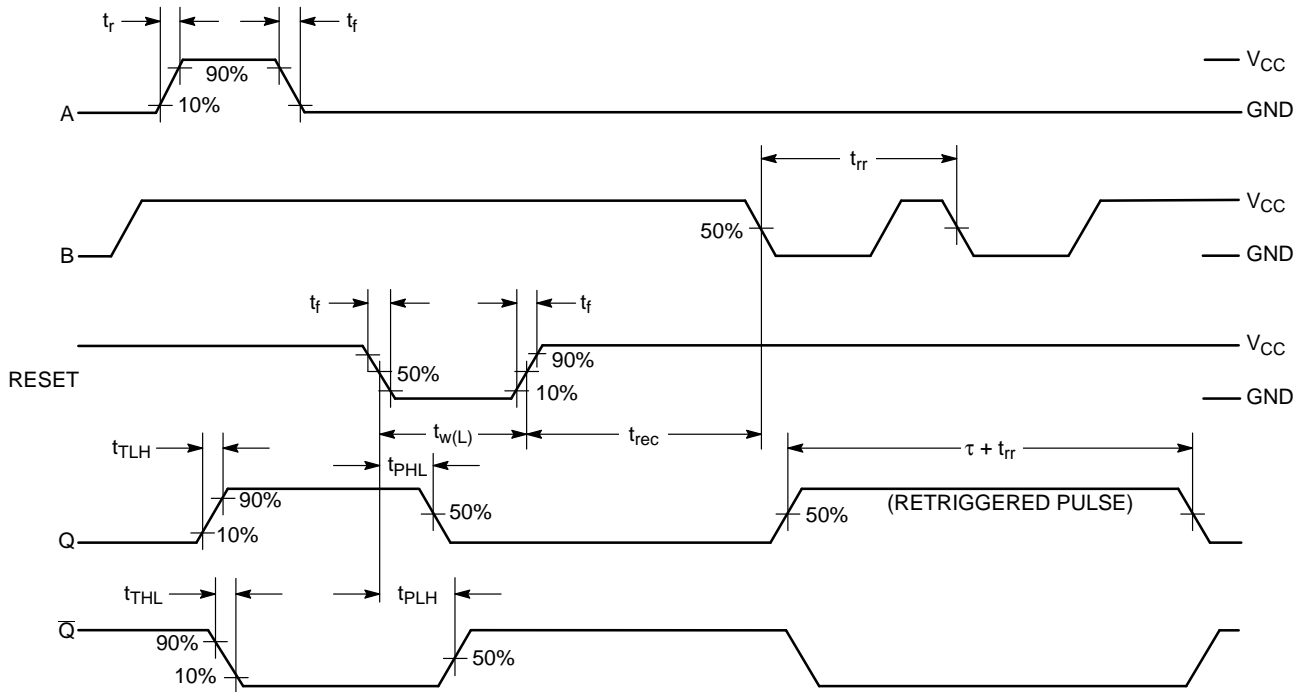 tr tf
VCC
90%
10%
A GND
trr
VCC
50%
B GND
tf tf
VCC
50% 90%
RESET
10% GND
tTLH tw(L) trec τ + trr
tPHL
90% (RETRIGGERED PULSE)
50% 50%
10%
Q
tTHL tPLH
Q̅
90%
50%
10%